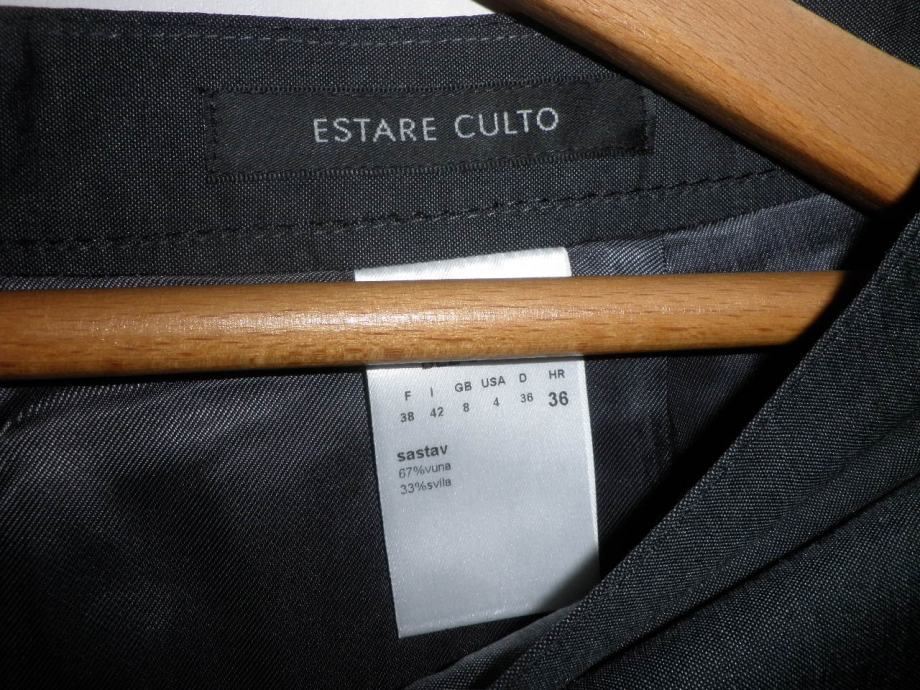 ESTARE CULTO
F I GB USA D HR
38 42 8 4 36 36
sastav
67%vuna
33%svila